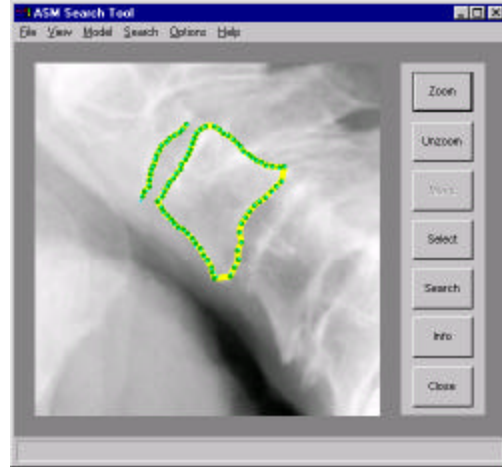 ASM Search Tool
File View Model Search Options Help
Zoom
Unzoom
Select
Search
Info
Close